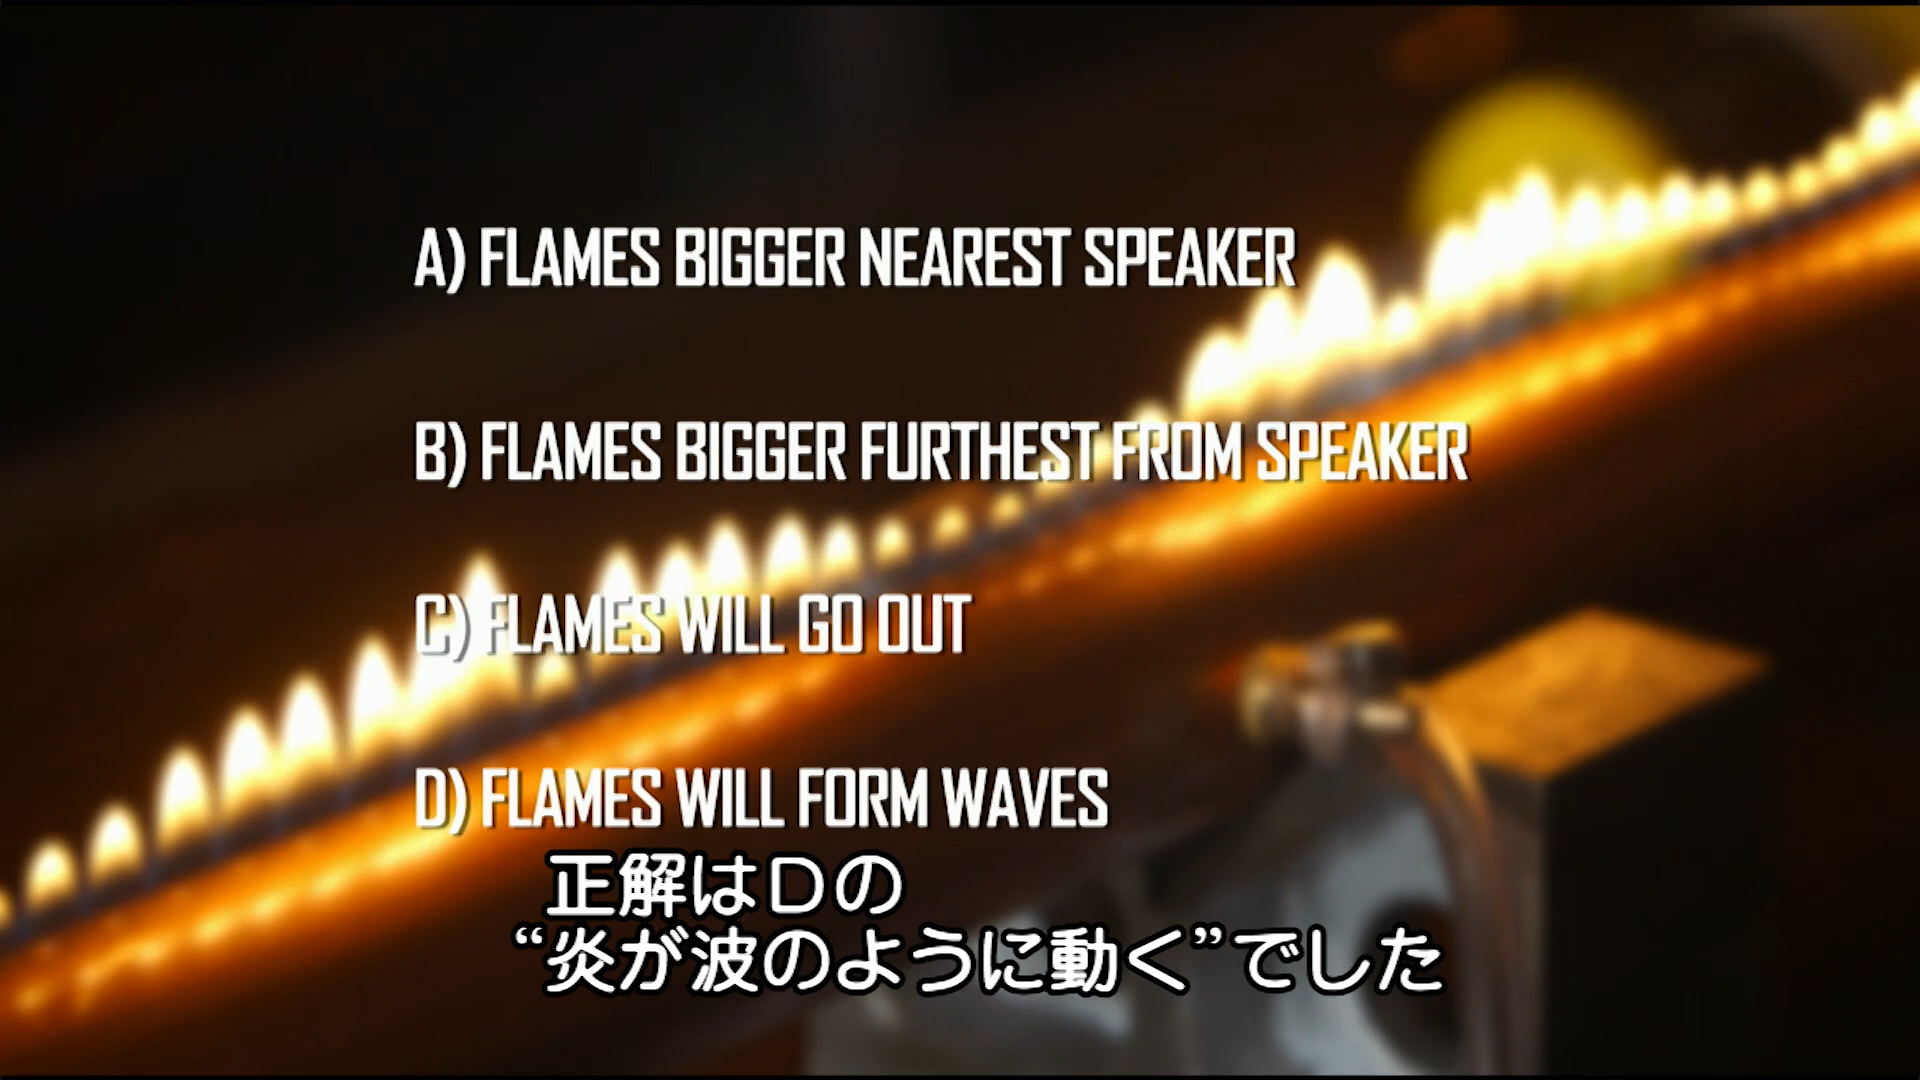 A) FLAMES BIGGER NEAREST SPEAKER
B) FLAMES BIGGER FURTHEST FROM SPEAKER
C) FLAMES WILL GO OUT
D) FLAMES WILL FORM WAVES
正解はDの
“炎が波のように動く”でした